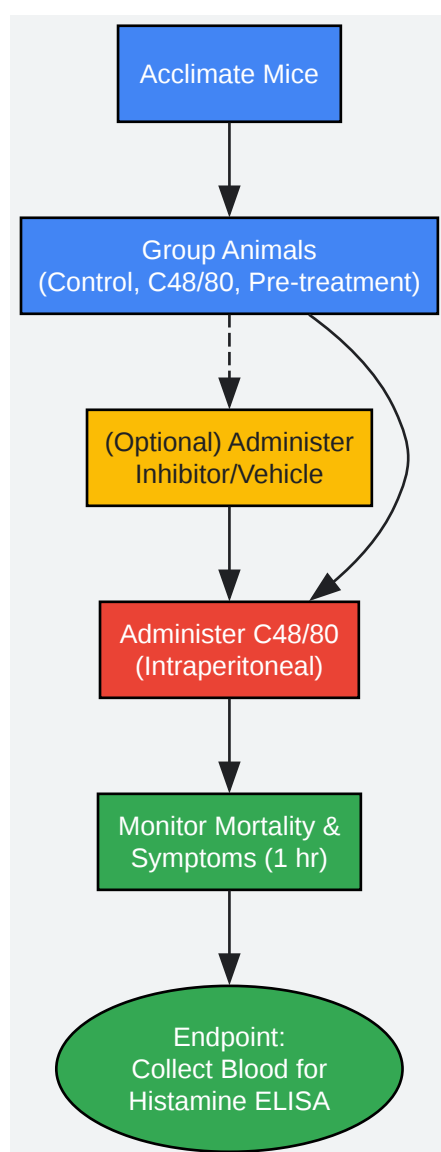 Acclimate Mice
Group Animals
(Control, C48/80, Pre-treatment)
(Optional) Administer
Inhibitor/Vehicle
Administer C48/80
(Intraperitoneal)
Monitor Mortality &
Symptoms (1 hr)
Endpoint:
Collect Blood for
Histamine ELISA